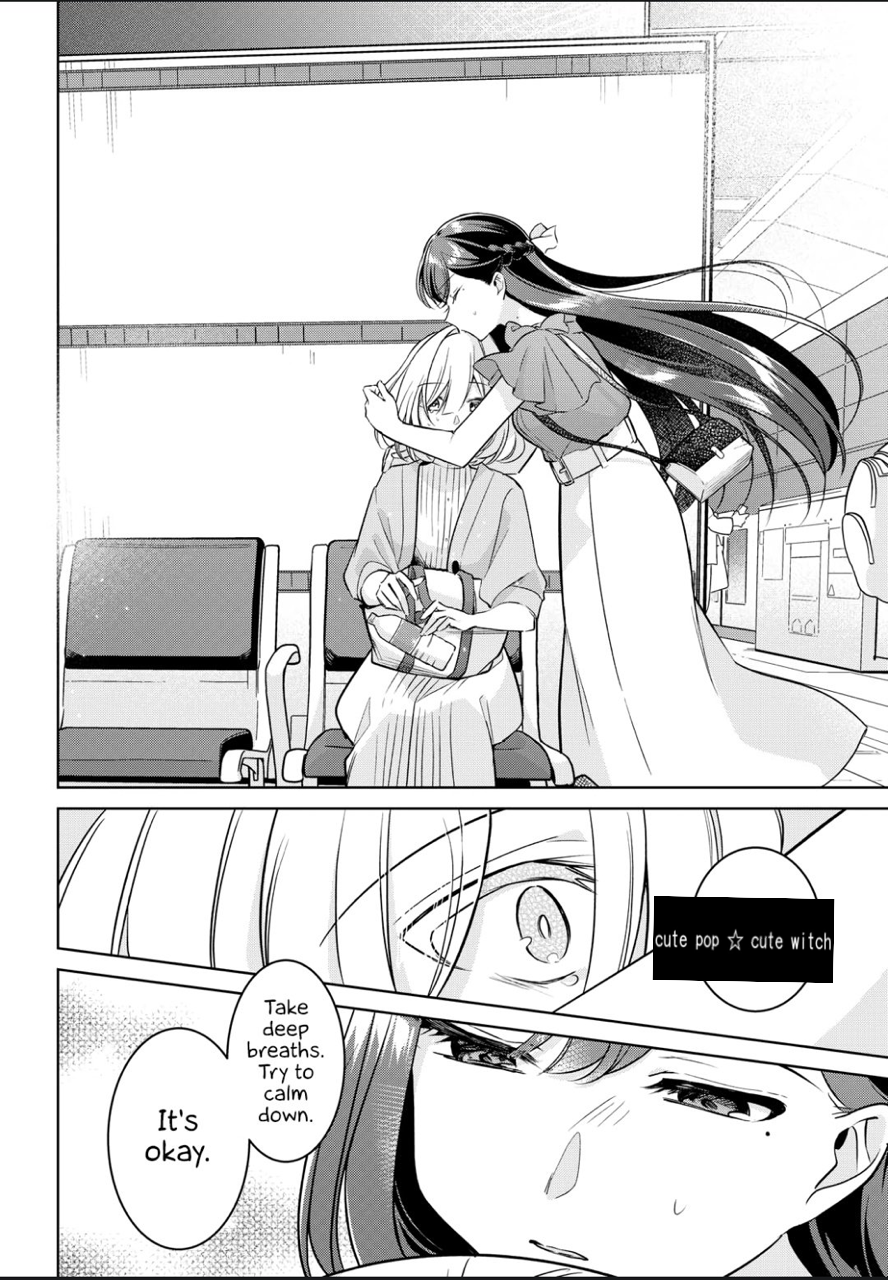 cute pop ☆ cute witch
Take
deep
breaths.
Try to
calm
down.
It's
okay.